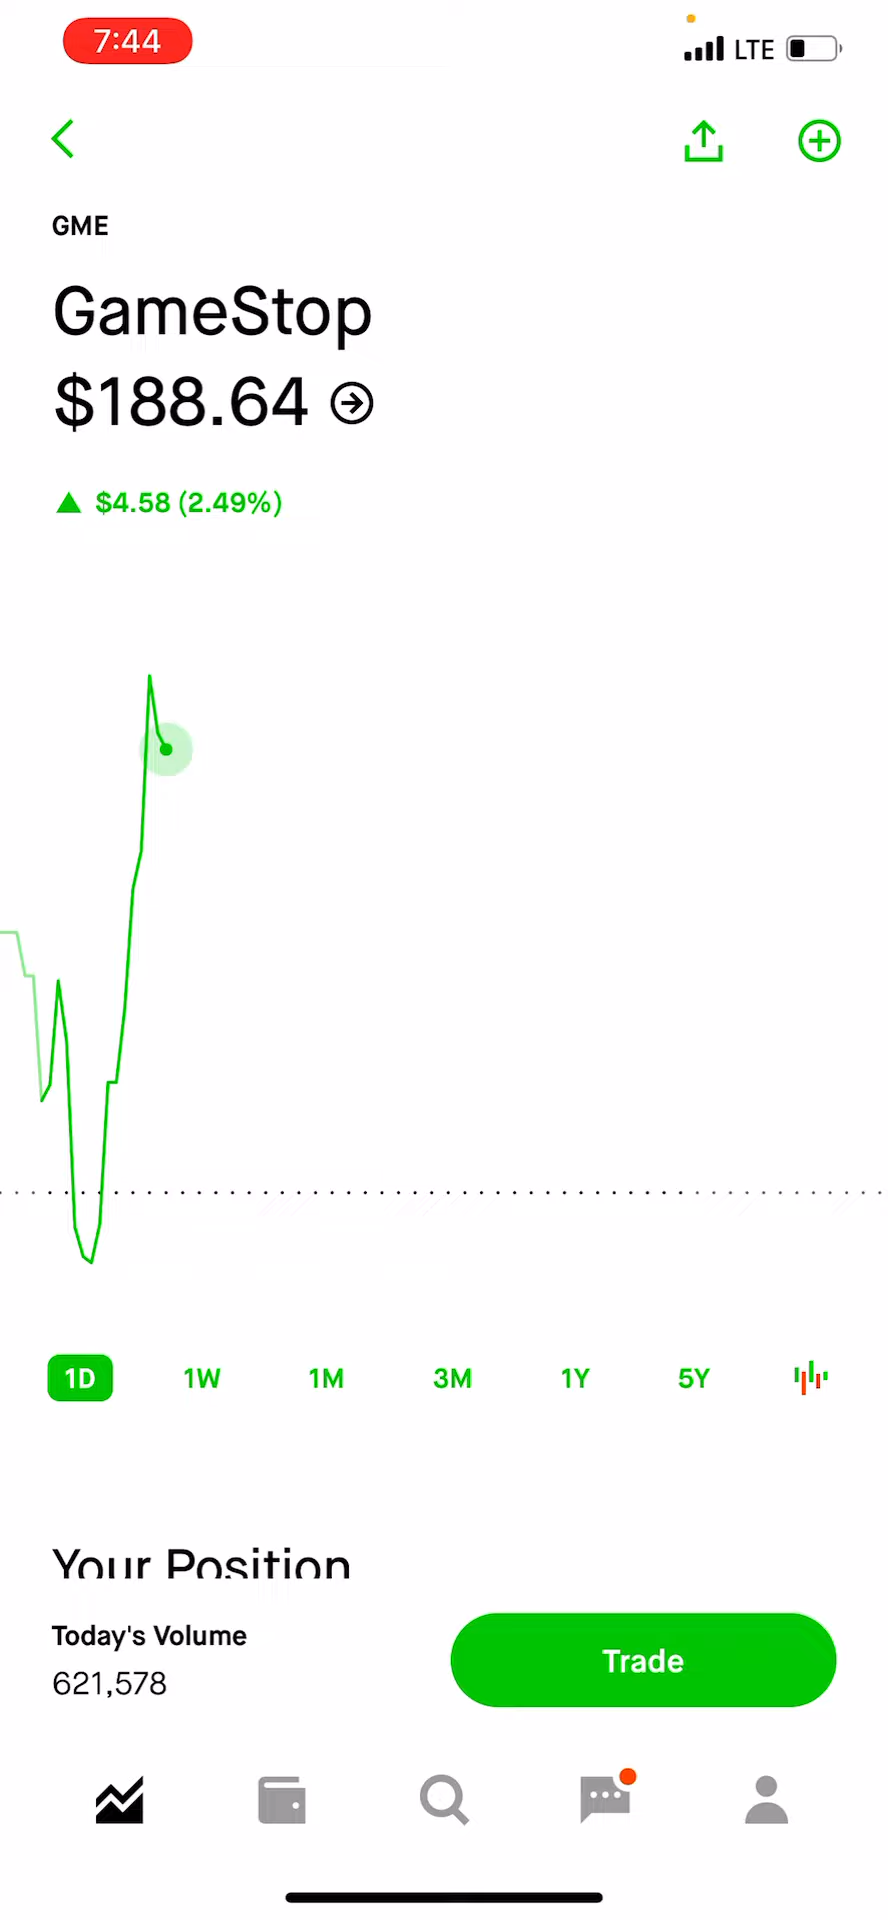 7:44
LTE
GME
GameStop
$188.64
$4.58 (2.49%)
1D 1W 1M 3M 1Y 5Y
Your Position
Today's Volume
621,578
Trade